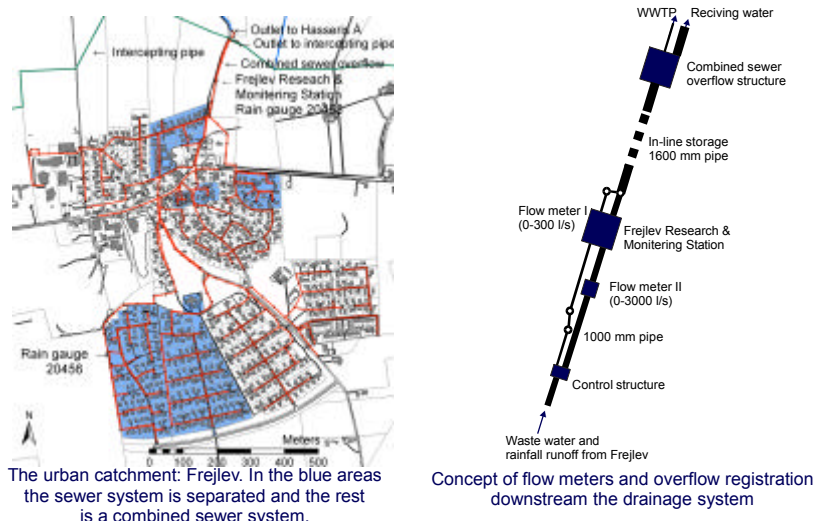 Outlet to Hasseris Å
Outlet to intercepting pipe
Intercepting pipe
Combined sewer overflow
Frejlev Reseach &
Monitering Station
Rain gauge
Rain gauge
20456
N
Meters
0 100 200 300 400 500
The urban catchment: Frejlev. In the blue areas
the sewer system is separated and the rest
is a combined sewer system.
WWTP
Reciving water
Combined sewer
overflow structure
In-line storage
1600 mm pipe
Flow meter I
(0-300 l/s)
Frejlev Research &
Monitering Station
Flow meter II
(0-3000 l/s)
1000 mm pipe
Control structure
Waste water and
rainfall runoff from Frejlev
Concept of flow meters and overflow registration
downstream the drainage system